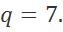 q = 7.